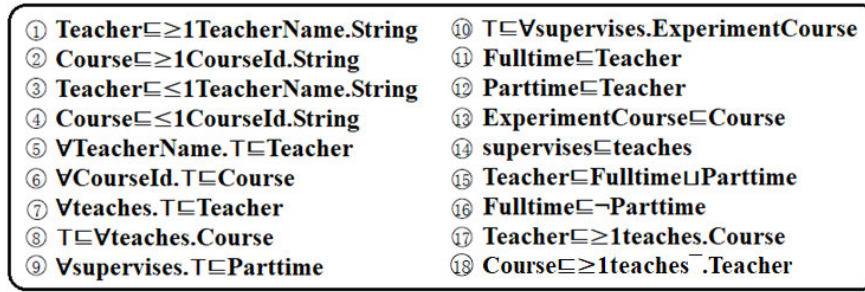 ① Teacher⊑≥1TeacherName.String
② Course⊑≥1CourseId.String
③ Teacher⊑≤1TeacherName.String
④ Course⊑≤1CourseId.String
⑤ ∀TeacherName.⊤⊑Teacher
⑥ ∀CourseId.⊤⊑Course
⑦ ∀teaches.⊤⊑Teacher
⑧ ⊤⊑∀teaches.Course
⑨ ∀supervises.⊤⊑Parttime
⑩ ⊤⊑∀supervises.ExperimentCourse
⑪ Fulltime⊑Teacher
⑫ Parttime⊑Teacher
⑬ ExperimentCourse⊑Course
⑭ supervises⊑teaches
⑮ Teacher⊑Fulltime⊔Parttime
⑯ Fulltime⊑¬Parttime
⑰ Teacher⊑≥1teaches.Course
⑱ Course⊑≥1teaches⁻.Teacher